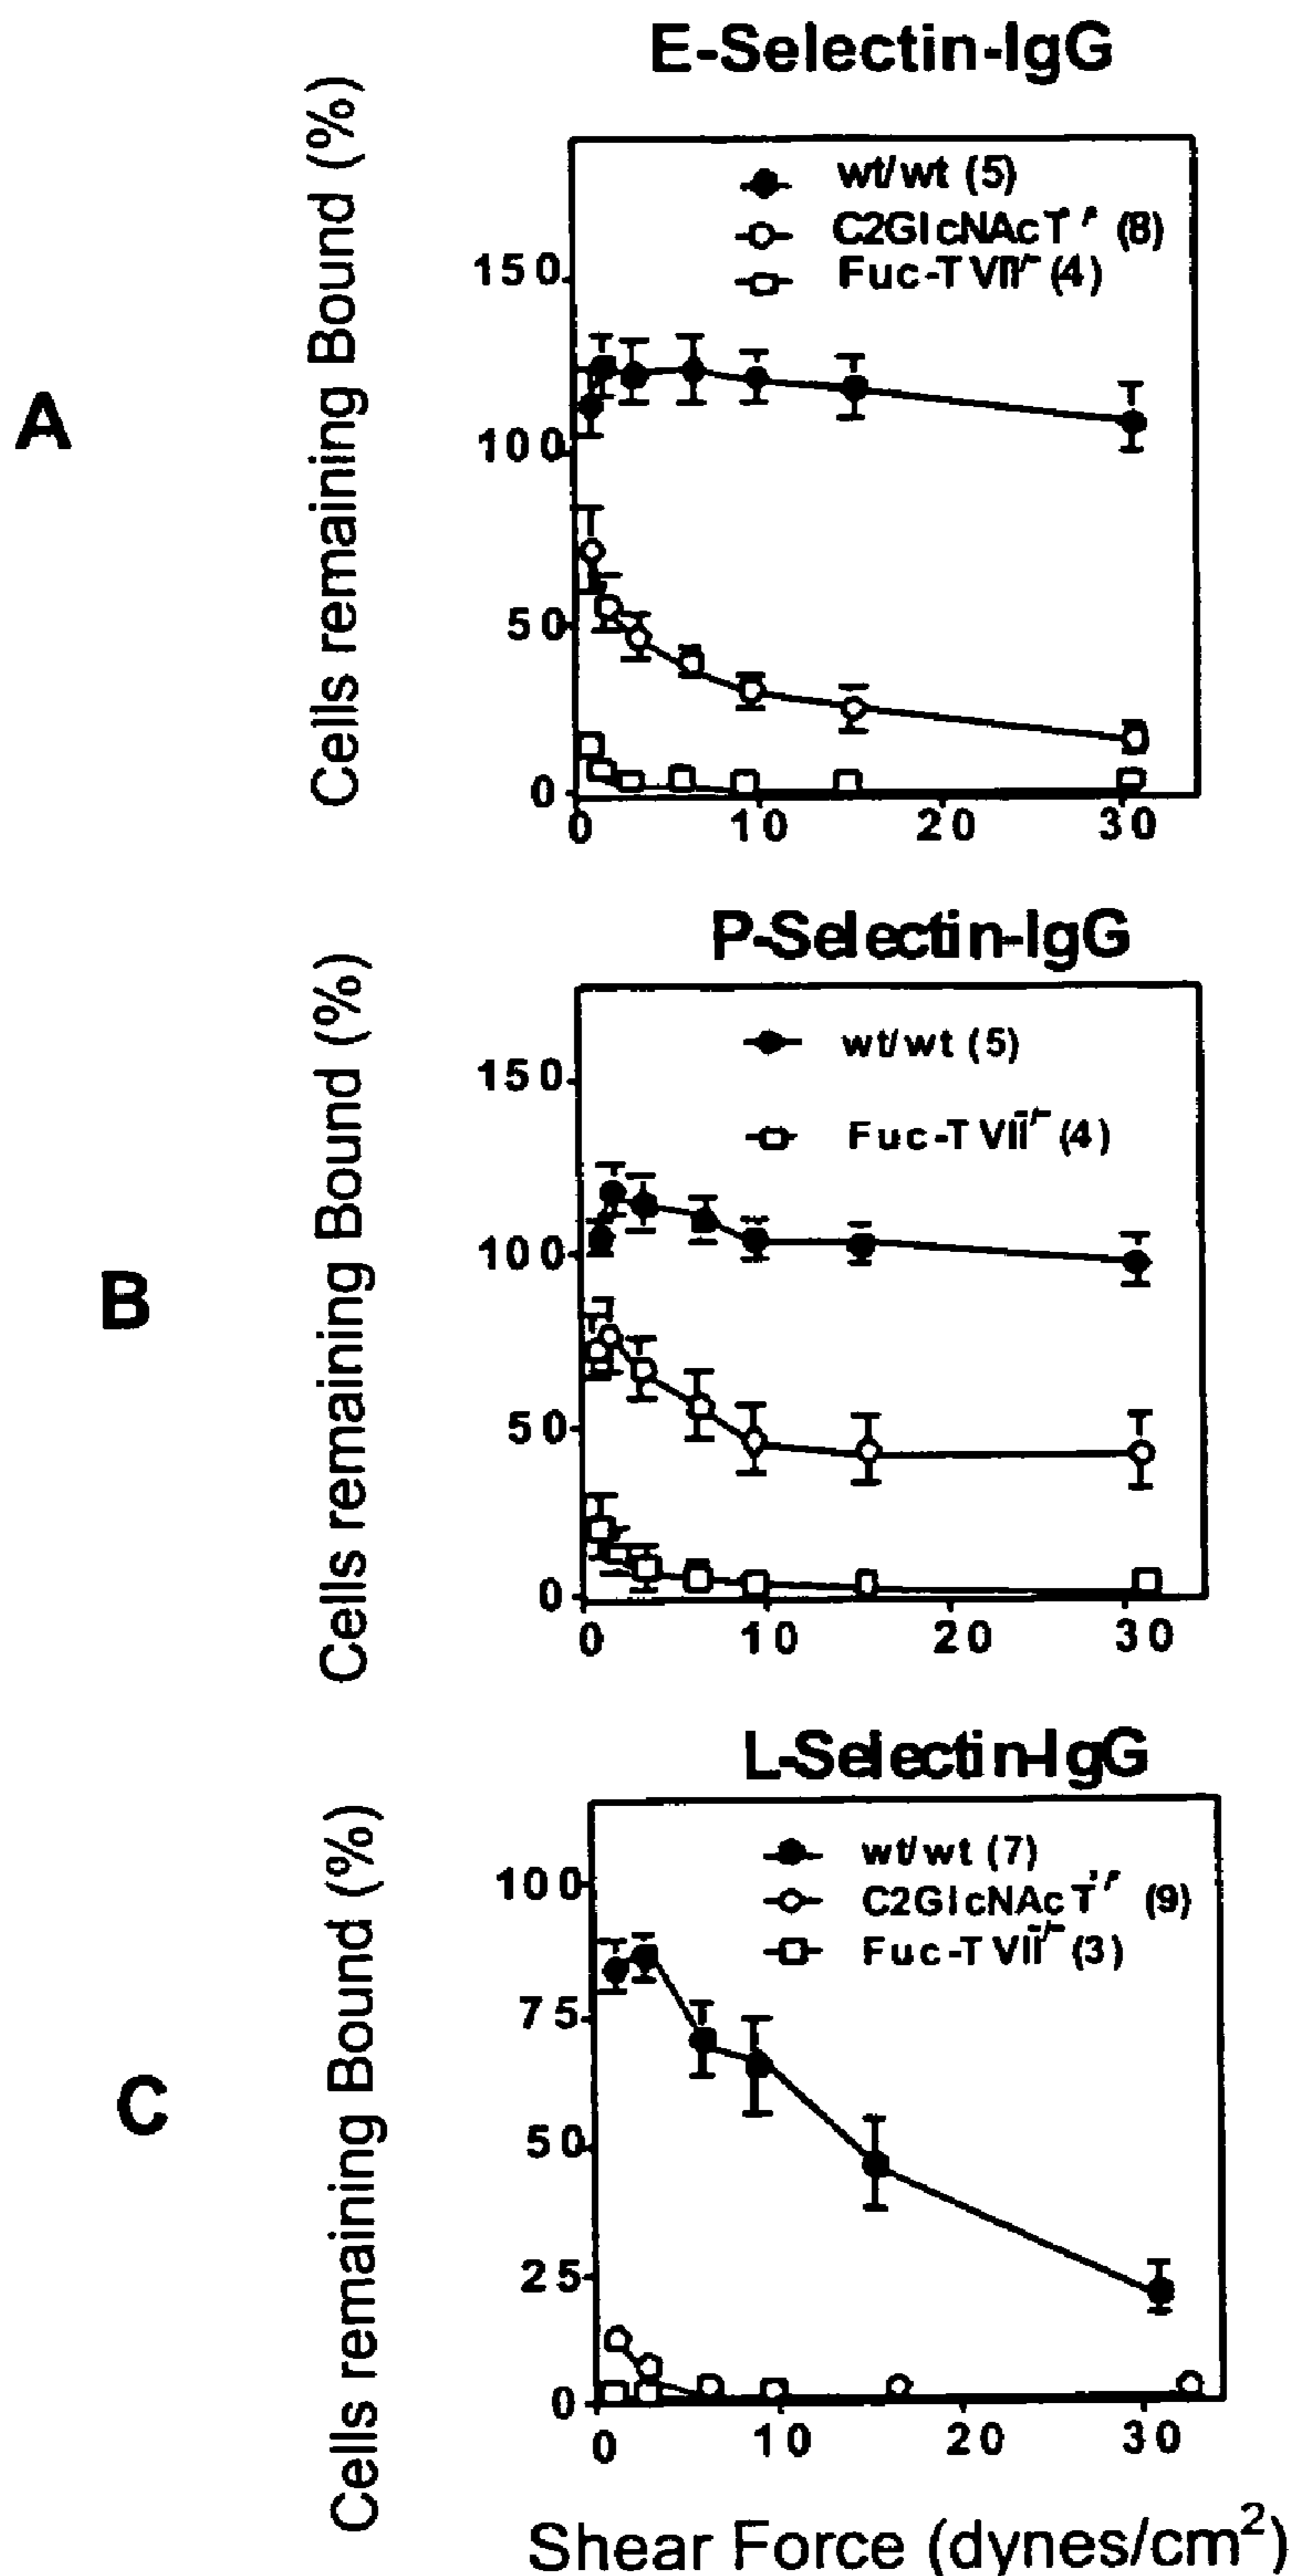 E-Selectin-IgG
A
Cells remaining Bound (%)
wt/wt (5)
C2GlcNAcT-/- (8)
Fuc-TVII-/- (4)
150
100
50
0
0 10 20 30
P-Selectin-IgG
B
Cells remaining Bound (%)
wt/wt (5)
Fuc-TVII-/- (4)
150
100
50
0
0 10 20 30
L-Selectin-IgG
C
Cells remaining Bound (%)
wt/wt (7)
C2GlcNAcT-/- (9)
Fuc-TVII-/- (3)
100
75
50
25
0
0 10 20 30
Shear Force (dynes/cm²)